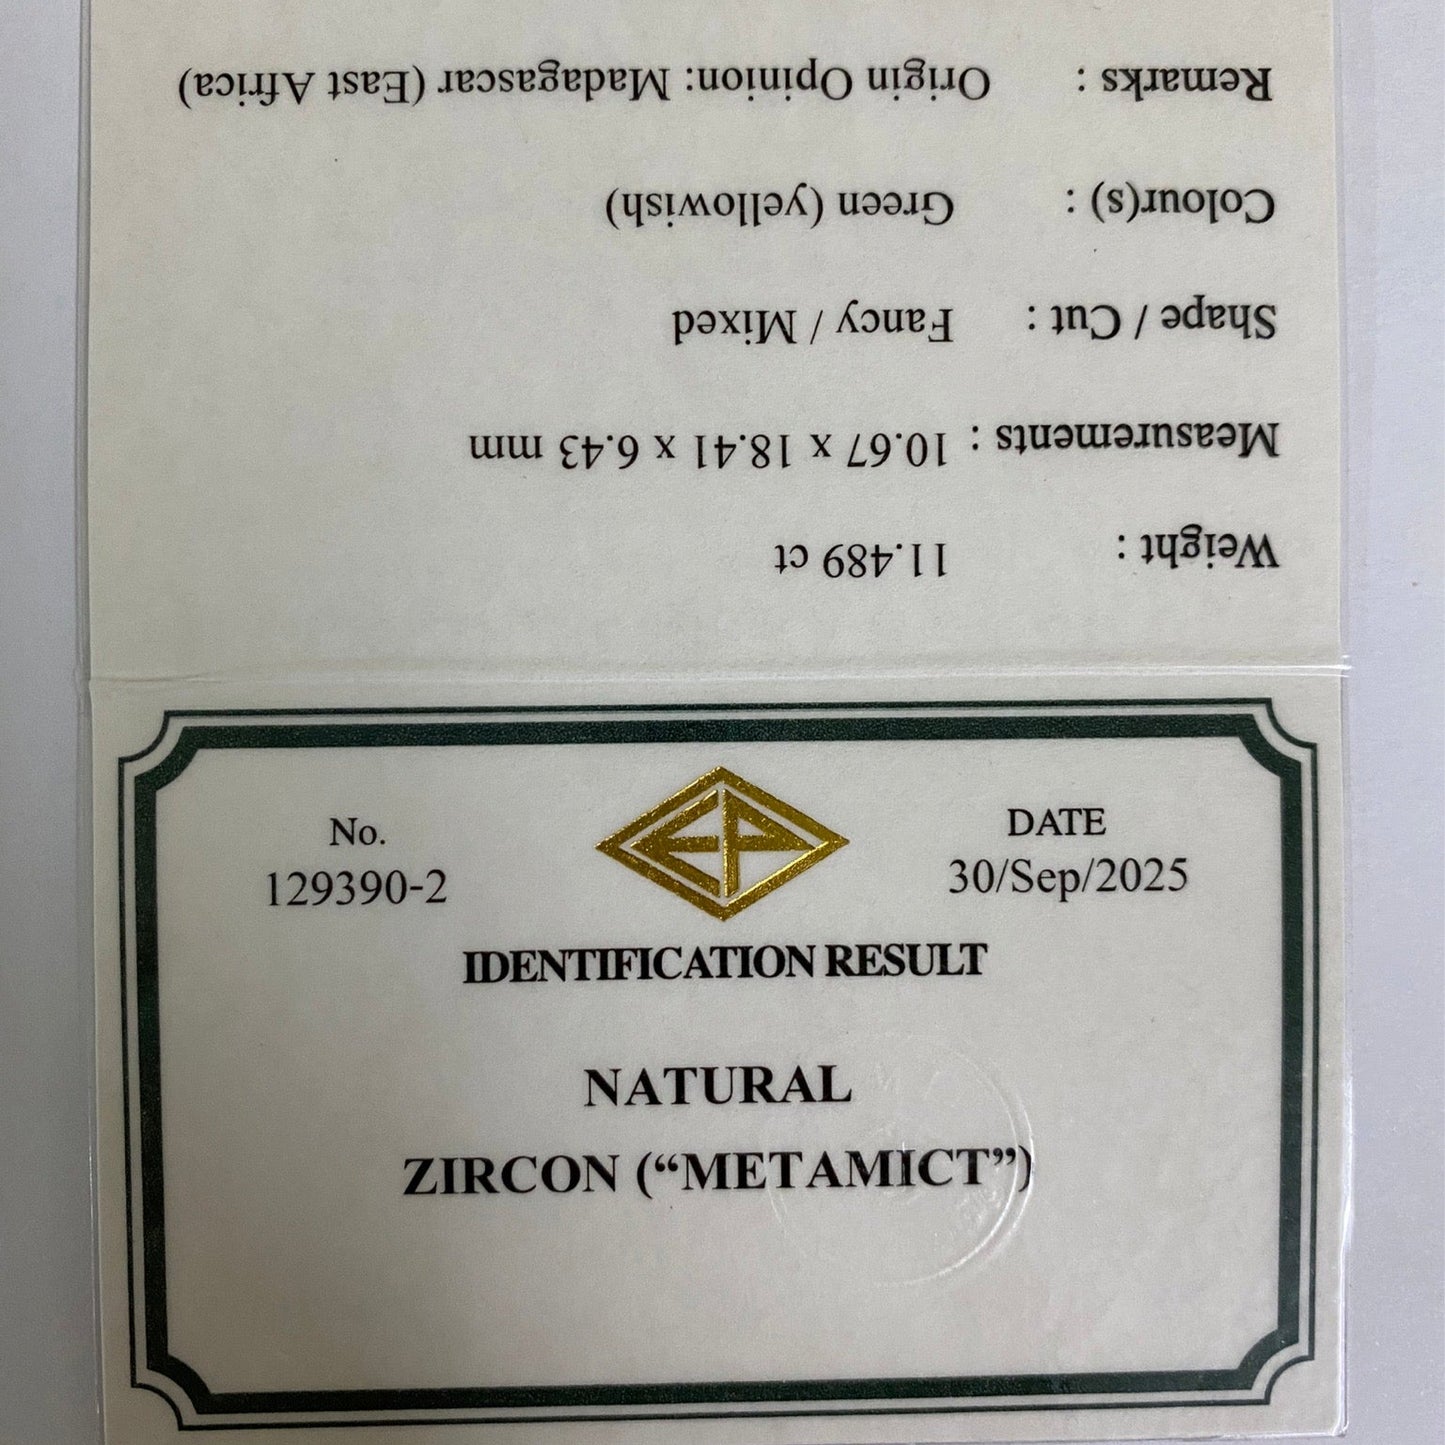 Weight : 11.489 ct
Measurements : 10.67 x 18.41 x 6.43 mm
Shape / Cut : Fancy / Mixed
Colour(s) : Green (yellowish)
Remarks : Origin Opinion: Madagascar (East Africa)
EP
No.
129390-2
DATE
30/Sep/2025
IDENTIFICATION RESULT
NATURAL
ZIRCON (“METAMICT”)